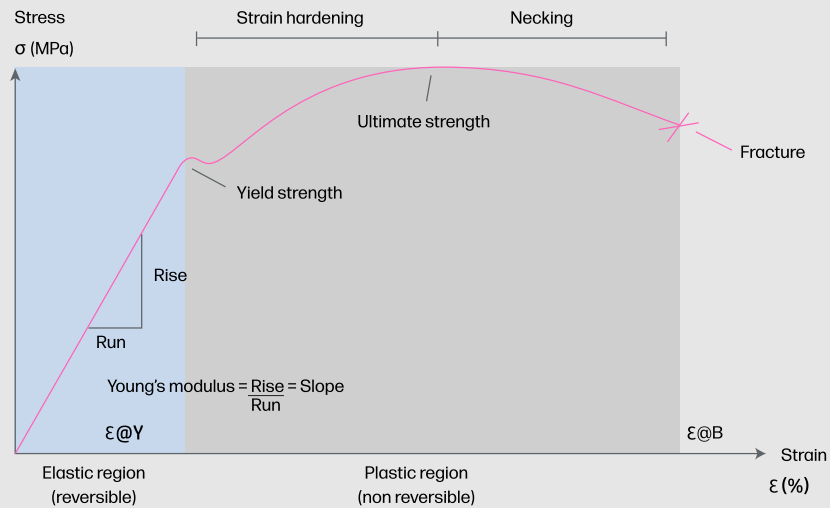 Stress
σ (MPa)
Strain hardening
Necking
Ultimate strength
Fracture
Yield strength
Rise
Run
Young’s modulus = Rise = Slope
Run
Ɛ@Y
Ɛ@B
Strain
Ɛ (%)
Elastic region
(reversible)
Plastic region
(non reversible)